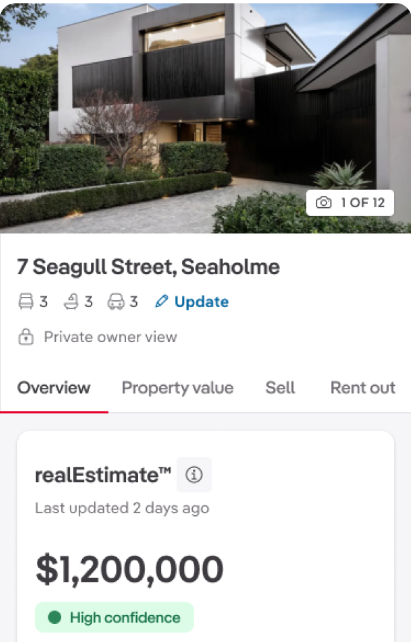 1 OF 12
7 Seagull Street, Seaholme
3 3 3 Update
Private owner view
Overview Property value Sell Rent out
realEstimate™
Last updated 2 days ago
$1,200,000
High confidence